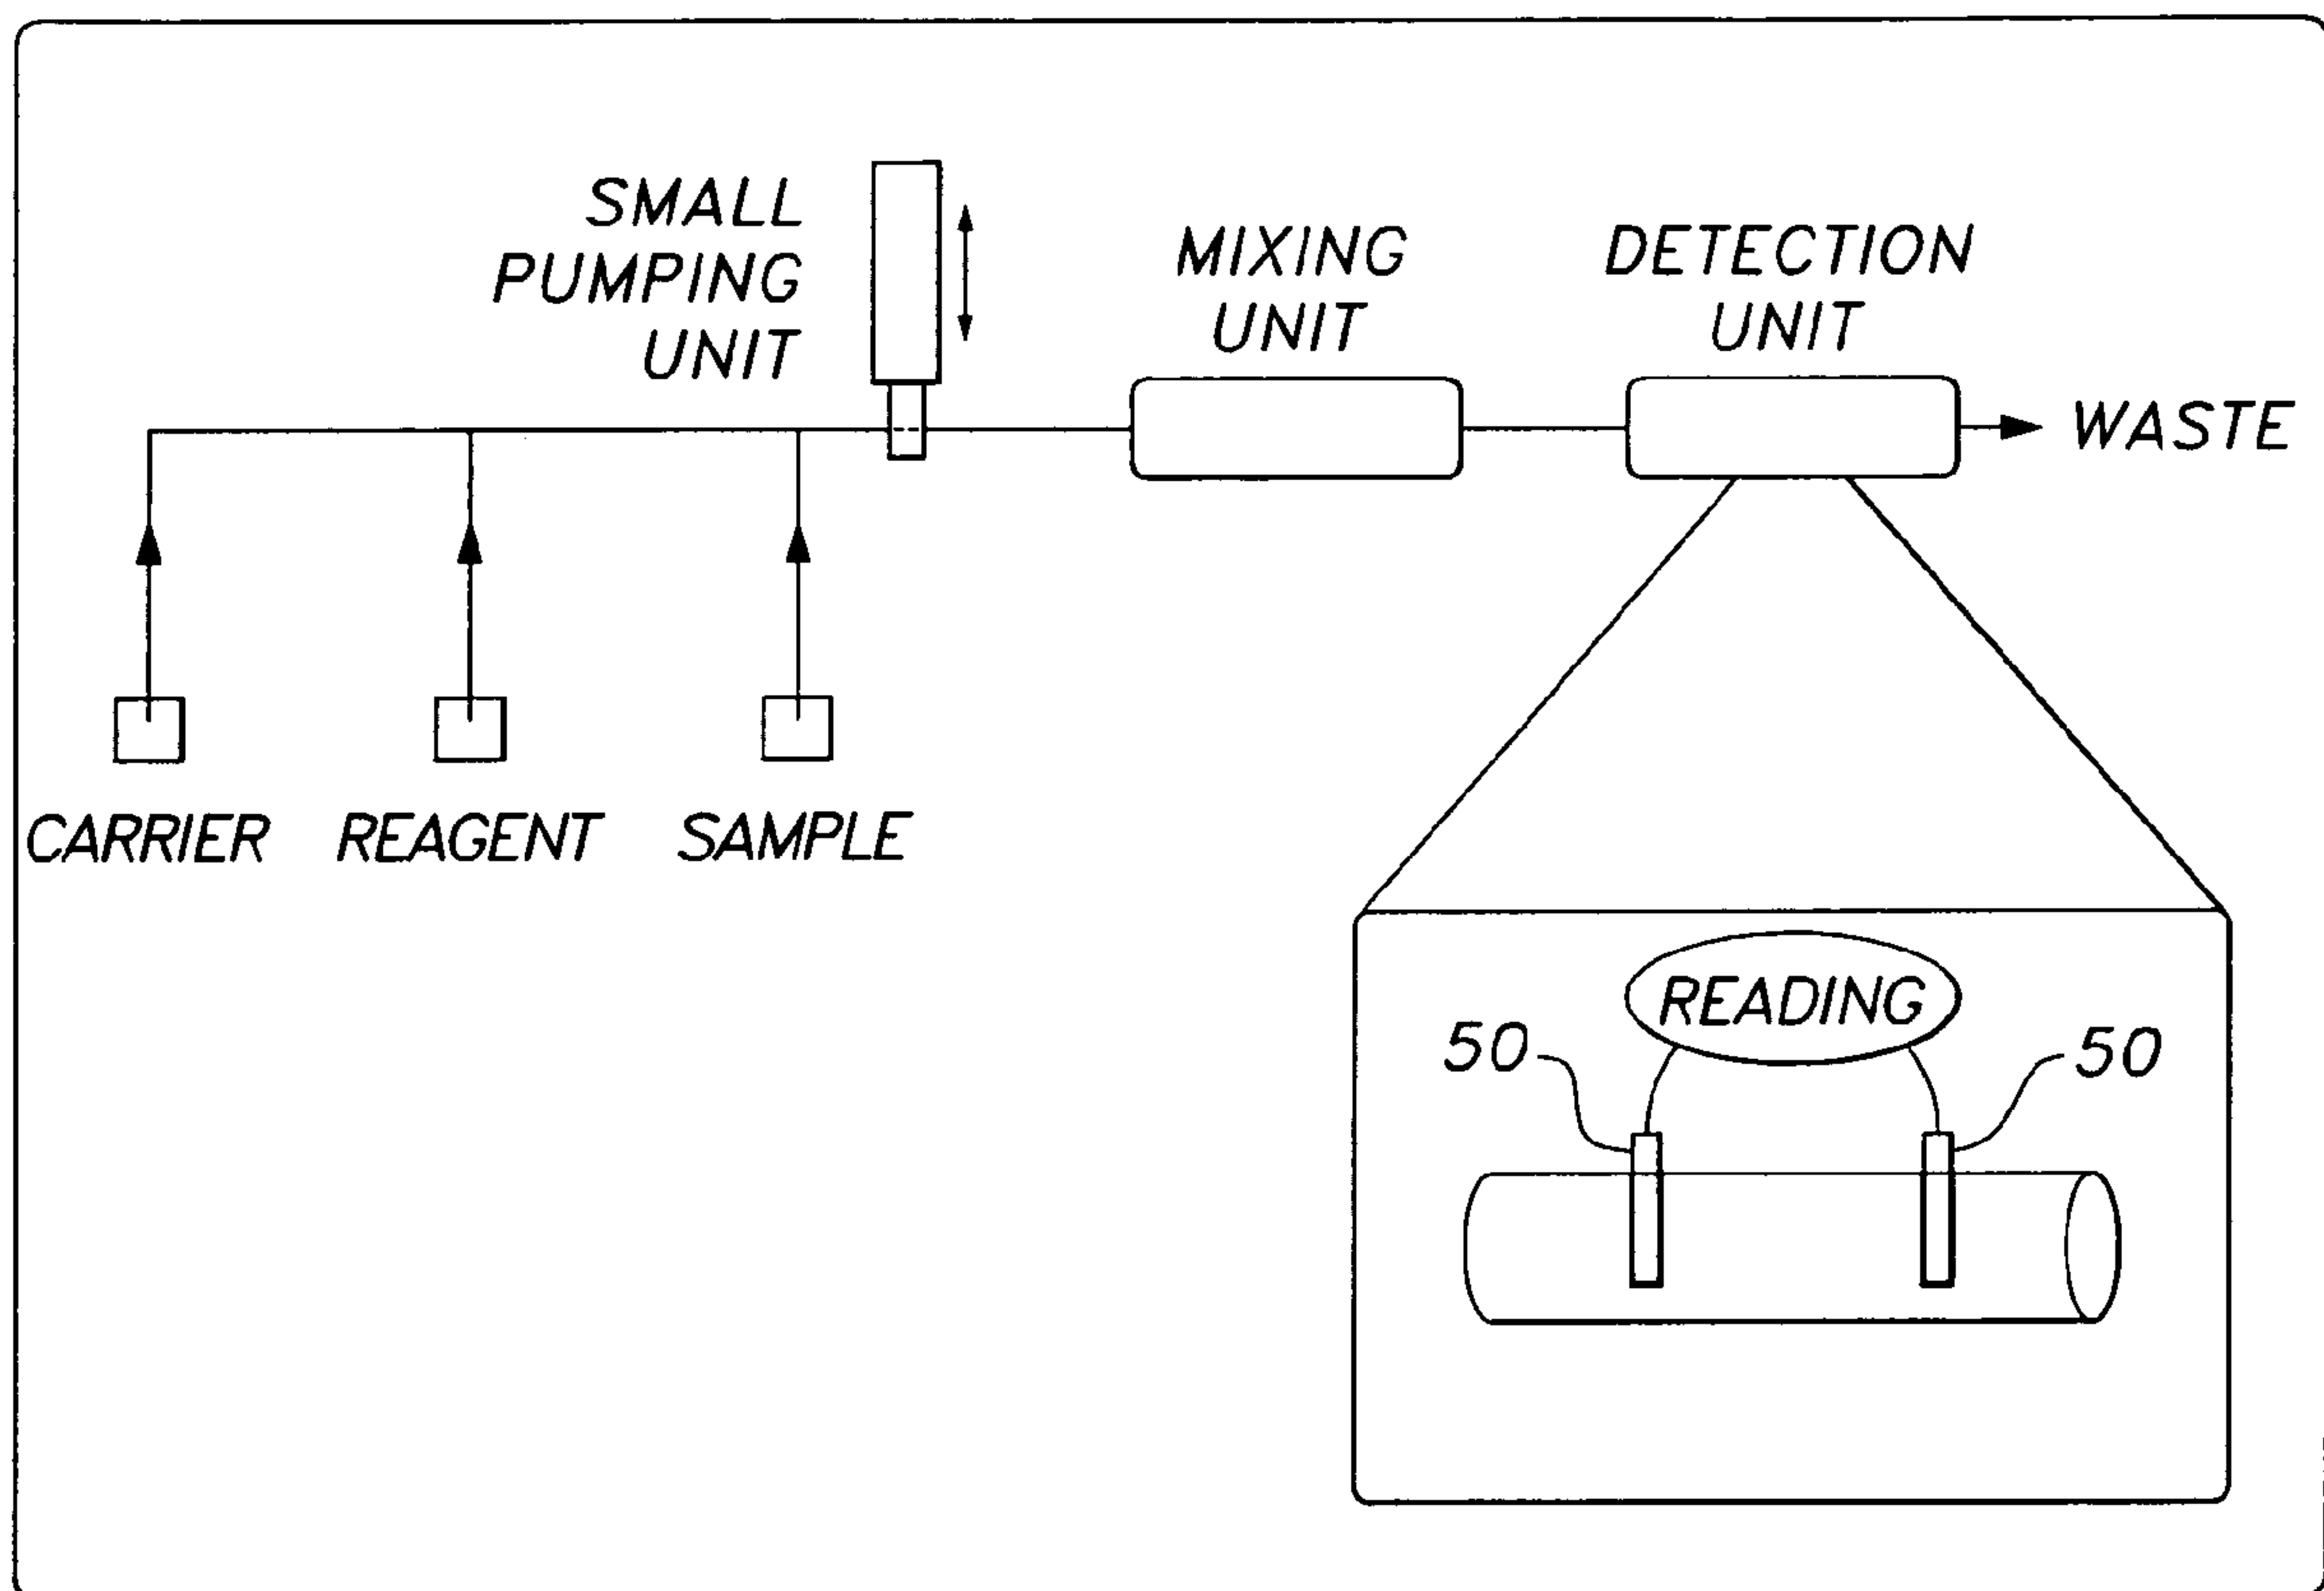 SMALL
PUMPING
UNIT
MIXING
UNIT
DETECTION
UNIT
WASTE
CARRIER
REAGENT
SAMPLE
READING
50
50